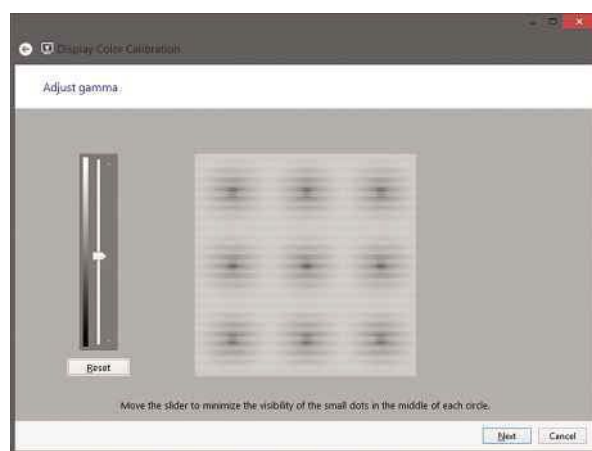 Display Color Calibration
Adjust gamma
Reset
Move the slider to minimize the visibility of the small dots in the middle of each circle.
Next
Cancel